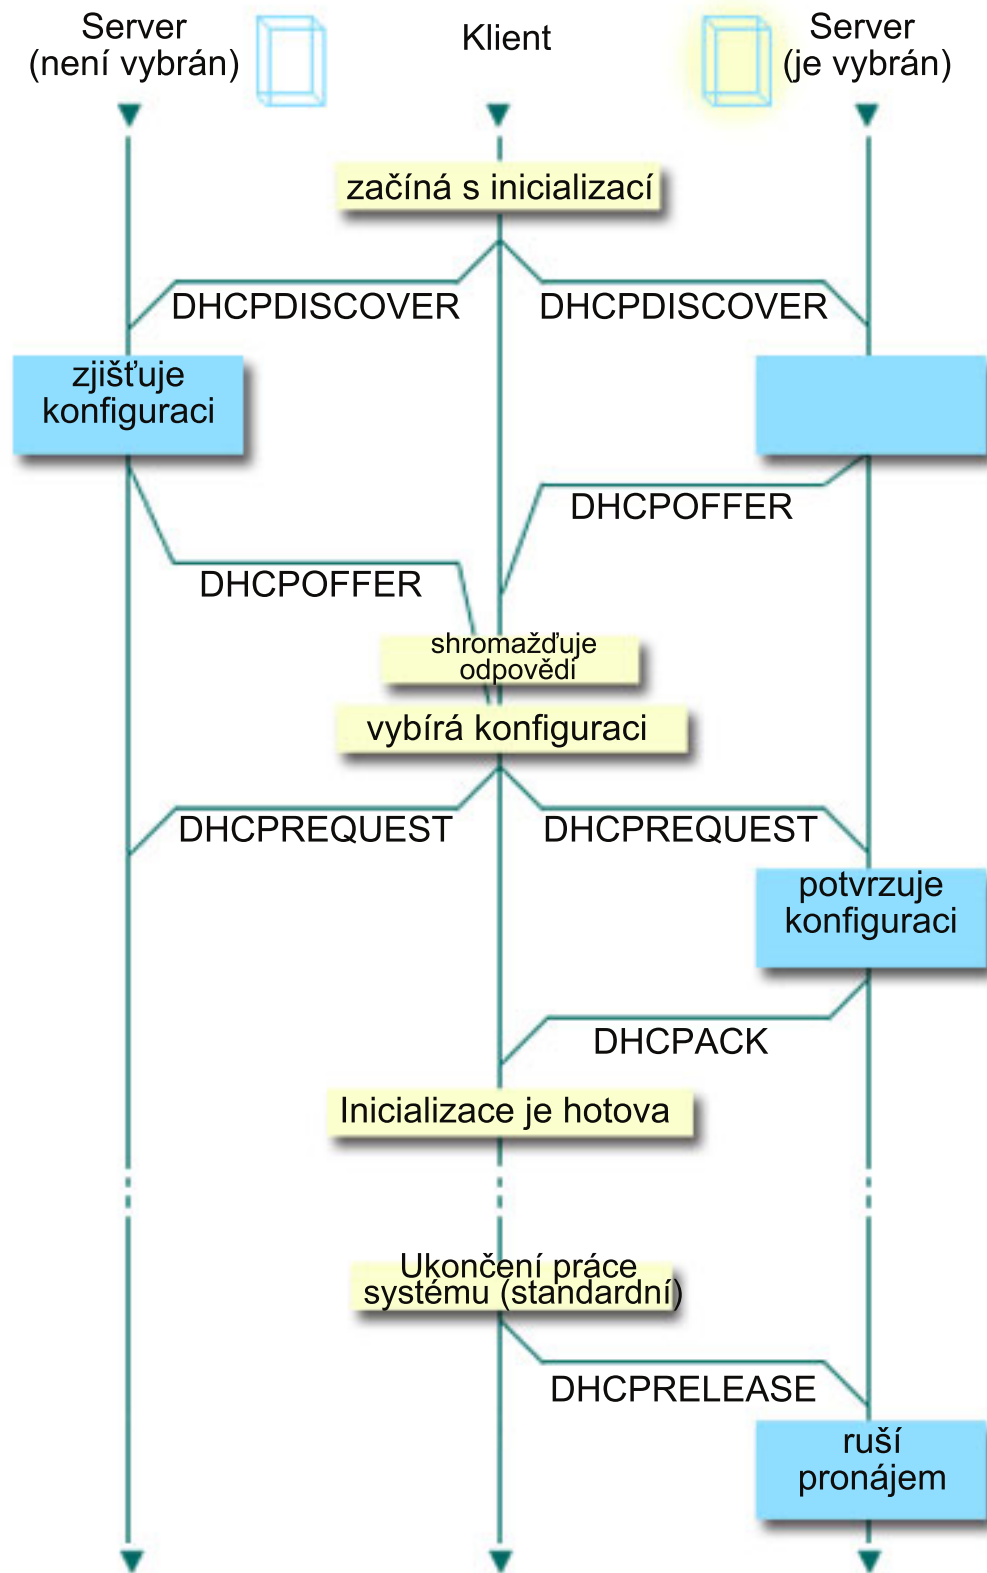 Server
(není vybrán)
Klient
Server
(je vybrán)
začíná s inicializací
DHCPDISCOVER
DHCPDISCOVER
zjišťuje
konfiguraci
DHCPOFFER
DHCPOFFER
shromažďuje
odpovědí
vybírá konfiguraci
DHCPREQUEST
DHCPREQUEST
potvrzuje
konfiguraci
DHCPACK
Inicializace je hotova
Ukončení práce
systému (standardní)
DHCPRELEASE
ruší
pronájem